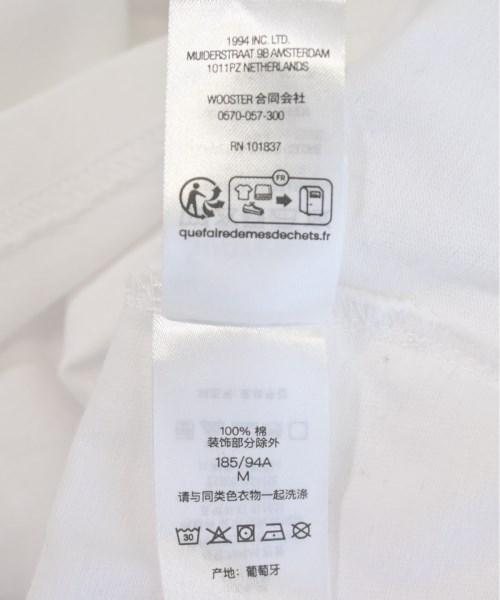 1994 INC. LTD.
MUIDERSTRAAT 9B AMSTERDAM
1011PZ NETHERLANDS
WOOSTER 合同会社
0570-057-300
RN 101837
FR
quefairedemesdechets.fr
100% 棉
装饰部分除外
185/94A
M
请与同类色衣物一起洗涤
30
产地: 葡萄牙